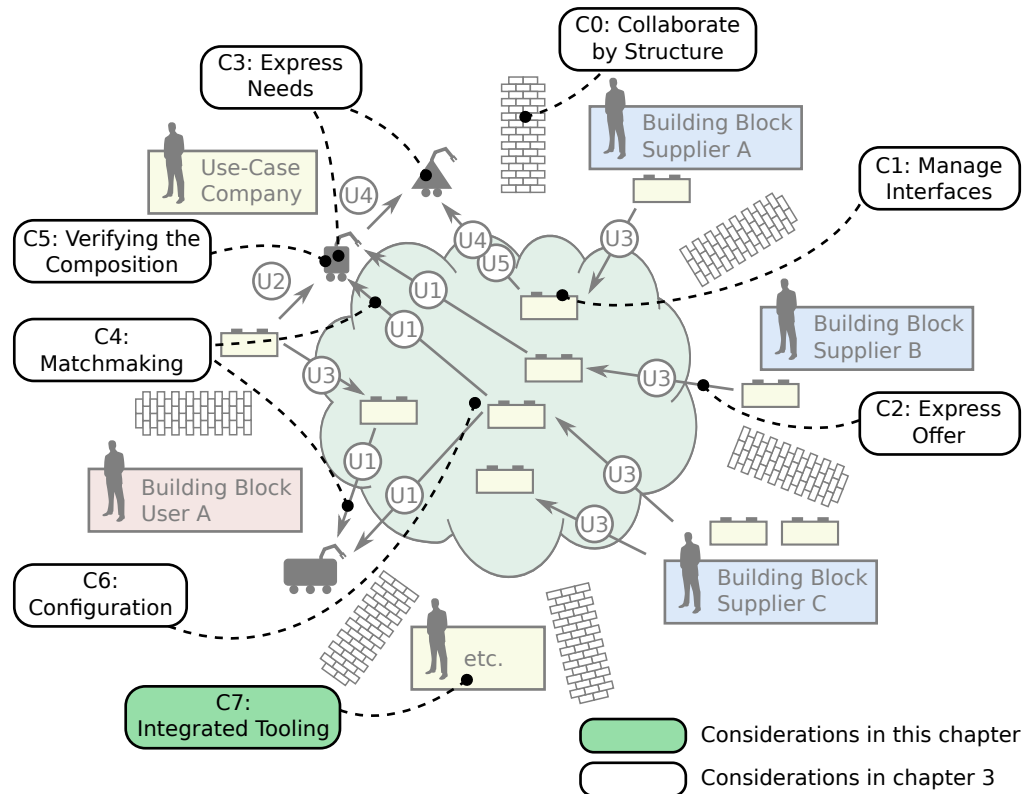 C0: Collaborate
by Structure
C3: Express
Needs
Building Block
Supplier A
Use-Case
Company
C1: Manage
Interfaces
U4
U4
U3
U5
C5: Verifying the
Composition
U2
U1
U1
Building Block
Supplier B
C4:
Matchmaking
U3
U3
C2: Express
Offer
U1
U3
U1
U3
Building Block
User A
C6:
Configuration
Building Block
Supplier C
etc.
C7:
Integrated Tooling
Considerations in this chapter
Considerations in chapter 3